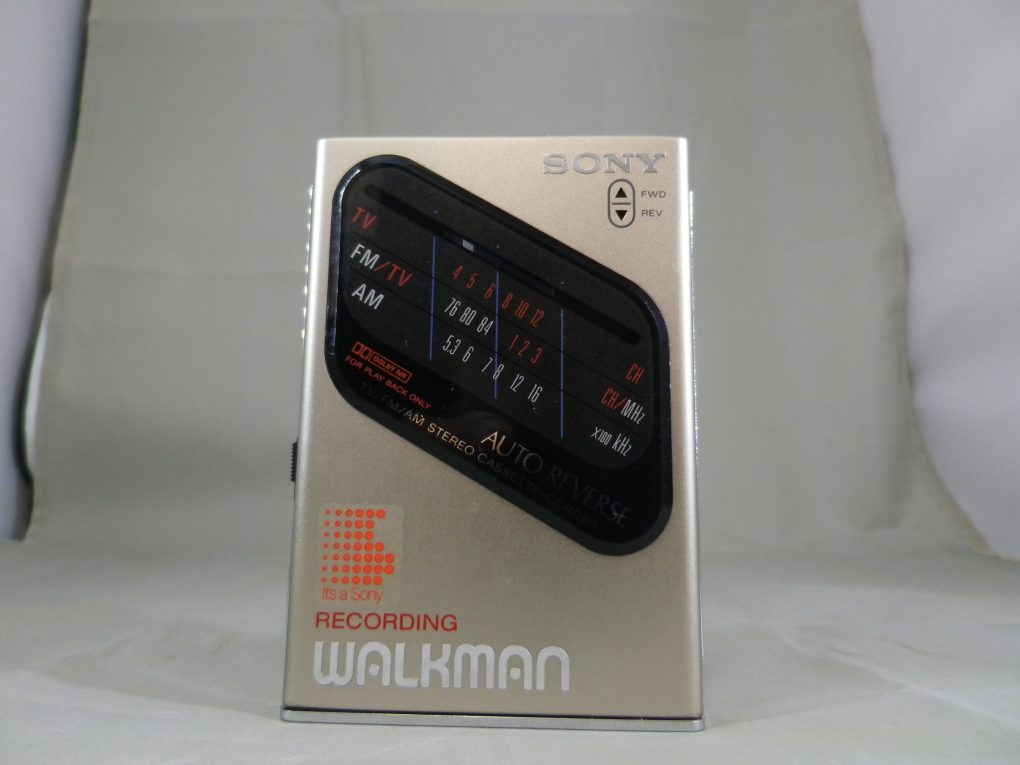 SONY
FWD
REV
TV
FM/TV
AM
4 5 6 8 10 12
76 80 84 1 2 3
5.3 6 7 8 12 16
CH
CH/MHz
x100 kHz
DOLBY NR
FOR PLAY BACK ONLY
TV/FM/AM STEREO CASSETTE-CORDER
AUTO REVERSE
It's a Sony
RECORDING
WALKMAN